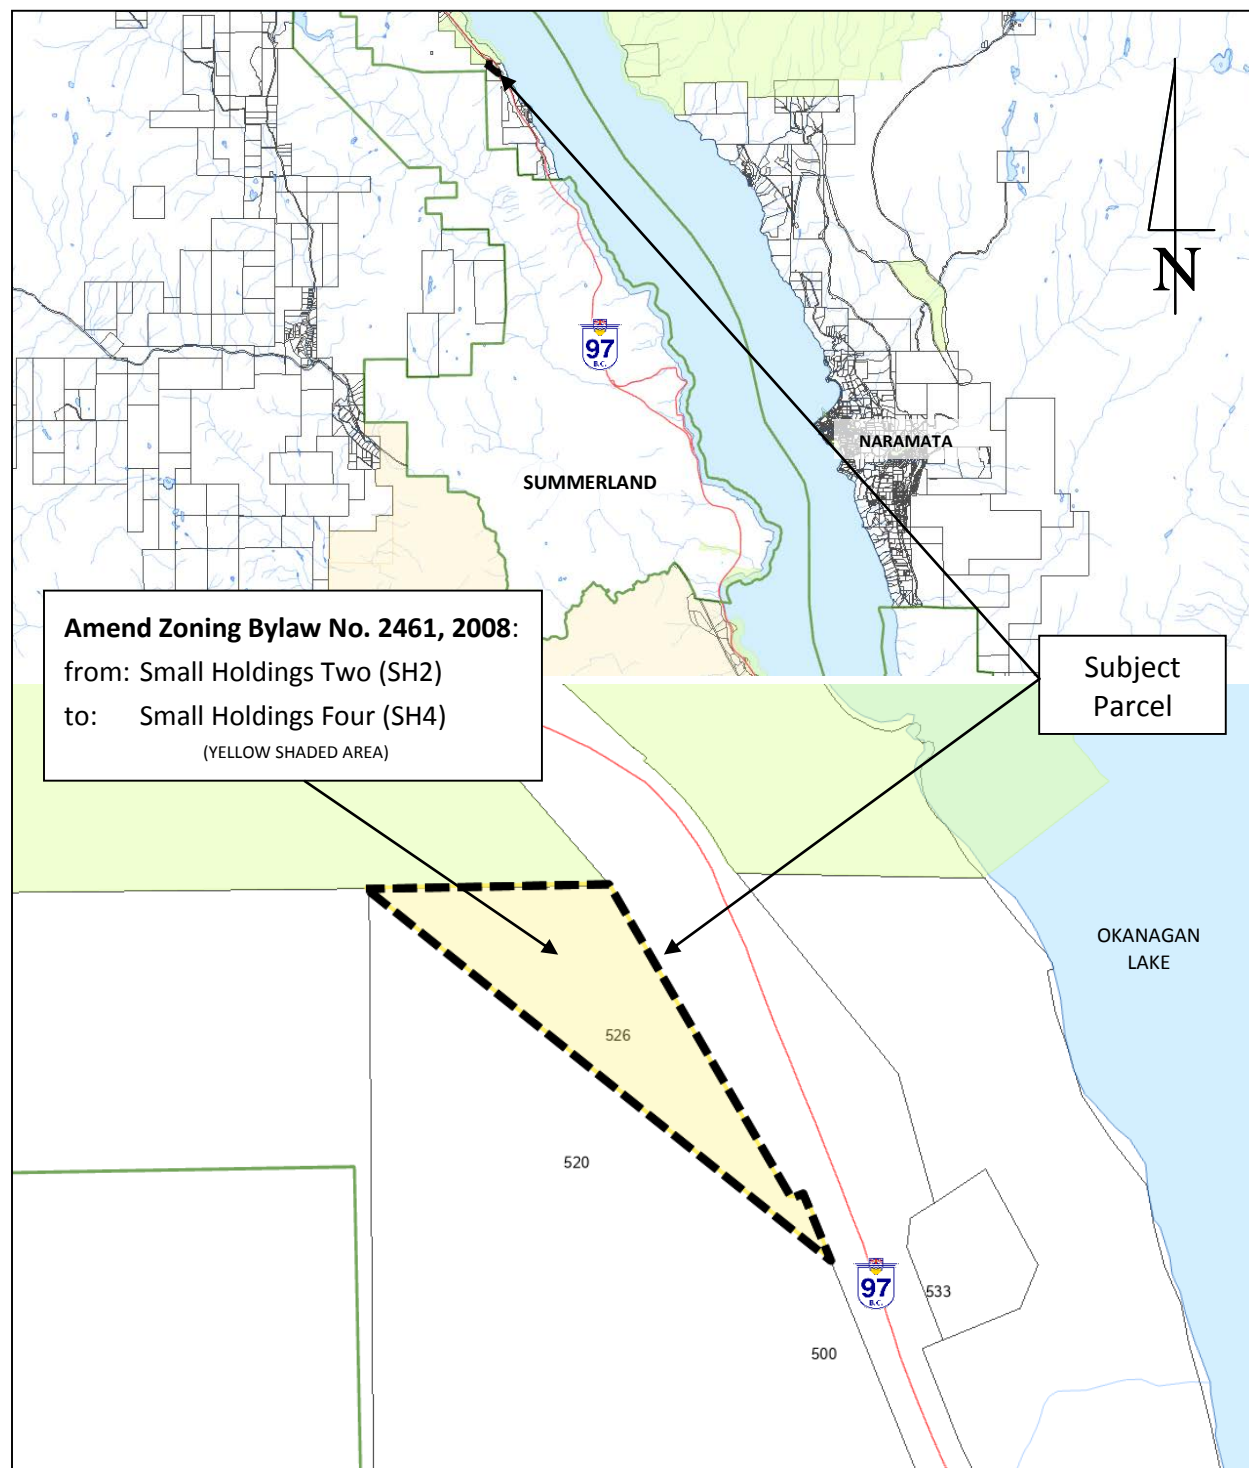 N
97
B.C.
NARAMATA
SUMMERLAND
Amend Zoning Bylaw No. 2461, 2008:
from: Small Holdings Two (SH2)
to: Small Holdings Four (SH4)
(YELLOW SHADED AREA)
Subject
Parcel
OKANAGAN
LAKE
526
520
97
B.C.
533
500